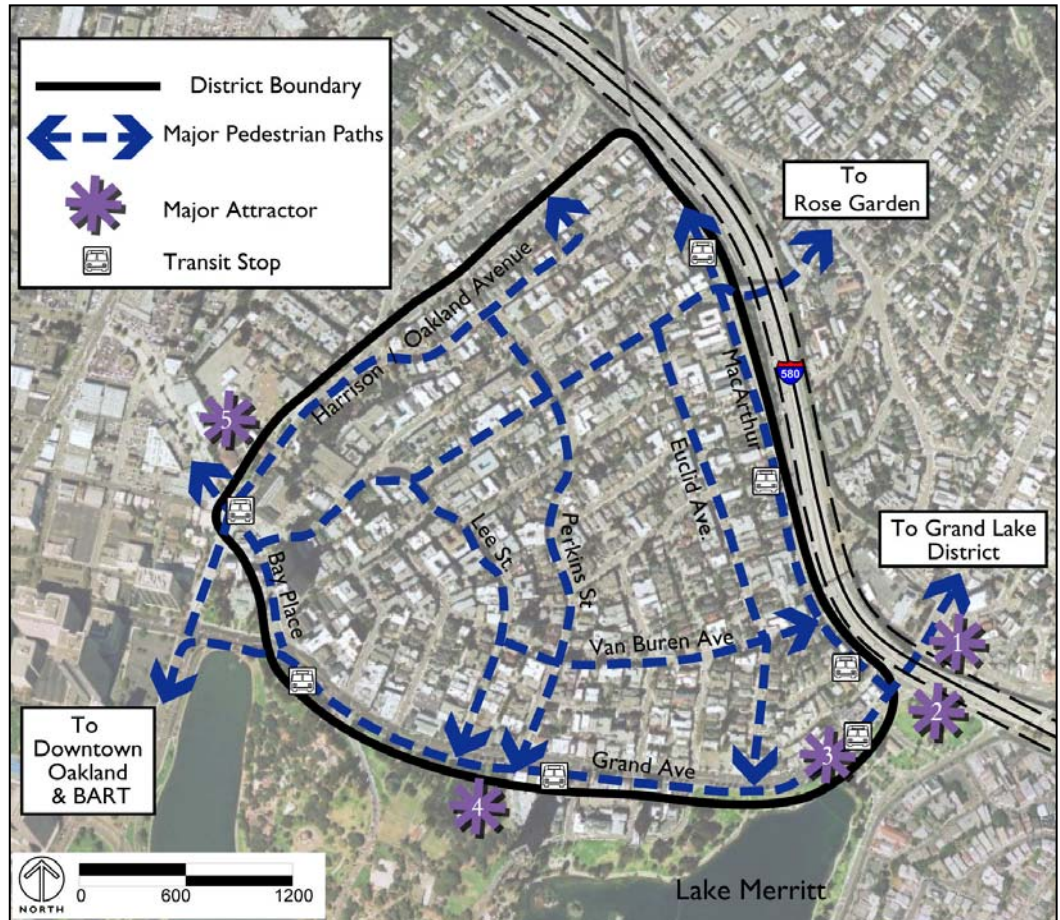 District Boundary
Major Pedestrian Paths
Major Attractor
Transit Stop
To
Rose Garden
Harrison / Oakland Avenue
580
MacArthur
5
Euclid Ave.
Lee St.
Perkins St
To Grand Lake
District
Bay Place
Van Buren Ave
1
2
3
To
Downtown
Oakland
& BART
Grand Ave
4
NORTH
0 600 1200
Lake Merritt